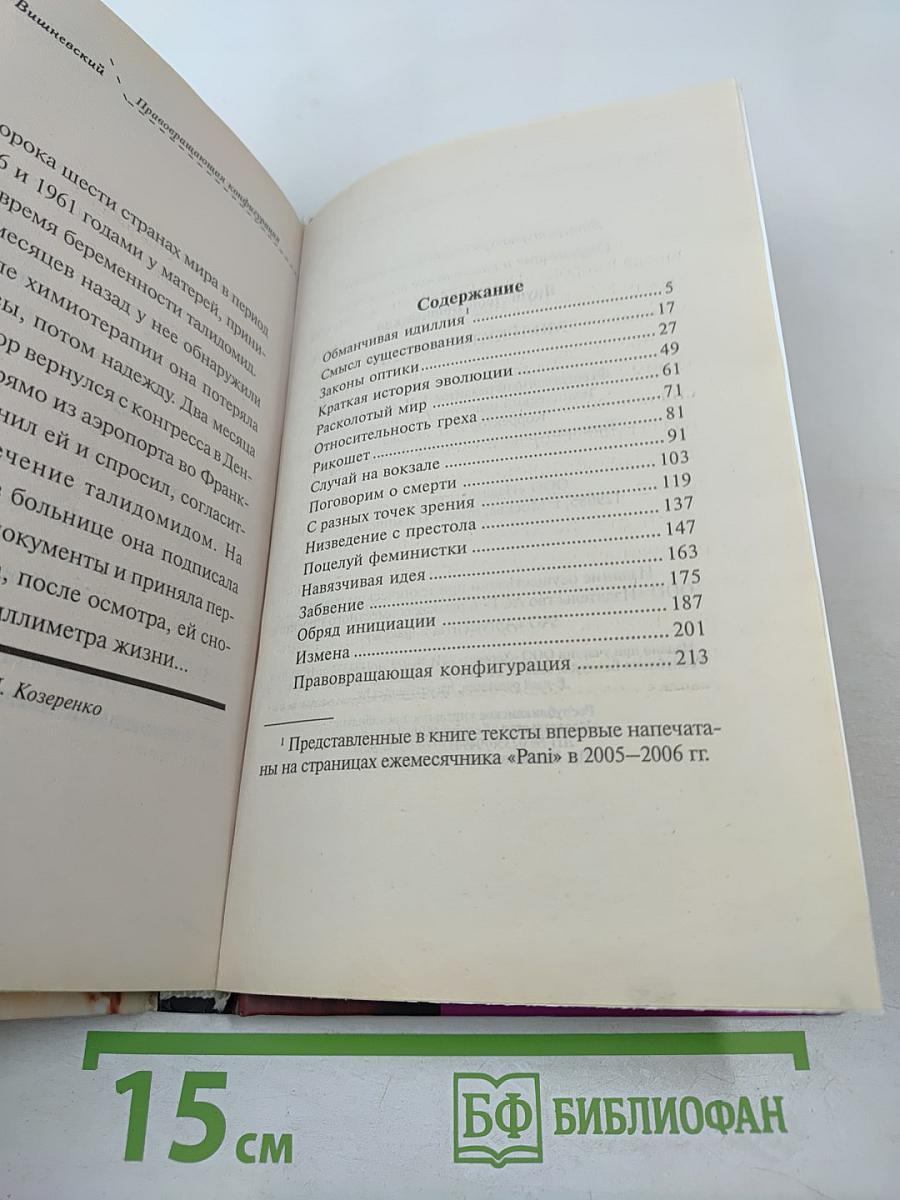 Вишневский
Правовращающая конфигурация
орока шести странах мира в период
6 и 1961 годами у матерей, прини-
время беременности талидомид.
месяцев назад у нее обнаружили
ле химиотерапии она потеряла
сы, потом надежду. Два месяца
ор вернулся с конгресса в Ден-
рямо из аэропорта во Франк-
нил ей и спросил, согласит-
ечение талидомидом. На
в больнице она подписала
документы и приняла пер-
, после осмотра, ей сно-
иллиметра жизни...
Козеренко
Содержание
Обманчивая идиллия¹ ... 5
Смысл существования ... 17
Законы оптики ... 27
Краткая история эволюции ... 49
Расколотый мир ... 61
Относительность греха ... 71
Рикошет ... 81
Случай на вокзале ... 91
Поговорим о смерти ... 103
С разных точек зрения ... 119
Низведение с престола ... 137
Поцелуй феминистки ... 147
Навязчивая идея ... 163
Забвение ... 175
Обряд инициации ... 187
Измена ... 201
Правовращающая конфигурация ... 213
¹ Представленные в книге тексты впервые напечата-
ны на страницах ежемесячника «Pani» в 2005—2006 гг.
15 см
БФ БИБЛИОФАН